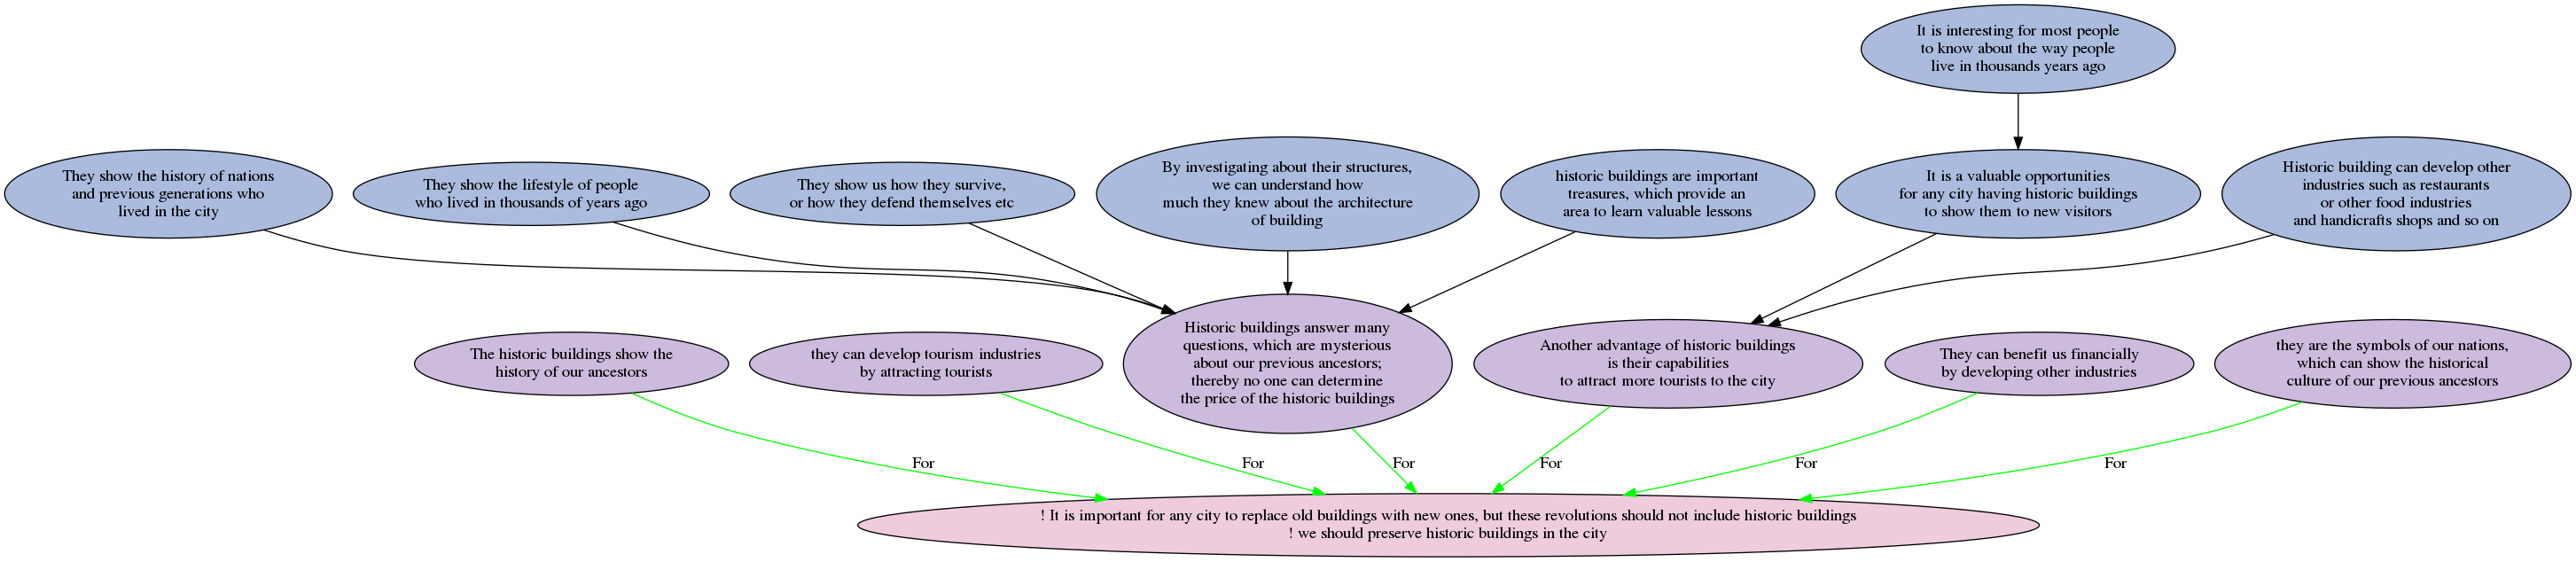 It is interesting for most people
to know about the way people
live in thousands years ago
They show the history of nations
and previous generations who
lived in the city
They show the lifestyle of people
who lived in thousands of years ago
They show us how they survive,
or how they defend themselves etc
By investigating about their structures,
we can understand how
much they knew about the architecture
of building
historic buildings are important
treasures, which provide an
area to learn valuable lessons
It is a valuable opportunities
for any city having historic buildings
to show them to new visitors
Historic building can develop other
industries such as restaurants
or other food industries
and handicrafts shops and so on
The historic buildings show the
history of our ancestors
they can develop tourism industries
by attracting tourists
Historic buildings answer many
questions, which are mysterious
about our previous ancestors;
thereby no one can determine
the price of the historic buildings
Another advantage of historic buildings
is their capabilities
to attract more tourists to the city
They can benefit us financially
by developing other industries
they are the symbols of our nations,
which can show the historical
culture of our previous ancestors
For
For
For
For
For
For
! It is important for any city to replace old buildings with new ones, but these revolutions should not include historic buildings
! we should preserve historic buildings in the city